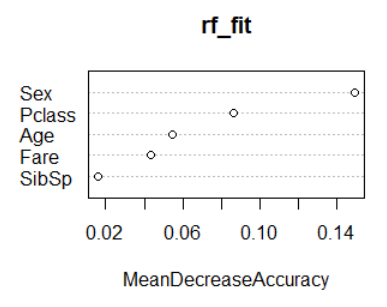 rf_fit
Sex
Pclass
Age
Fare
SibSp
0.02 0.06 0.10 0.14
MeanDecreaseAccuracy